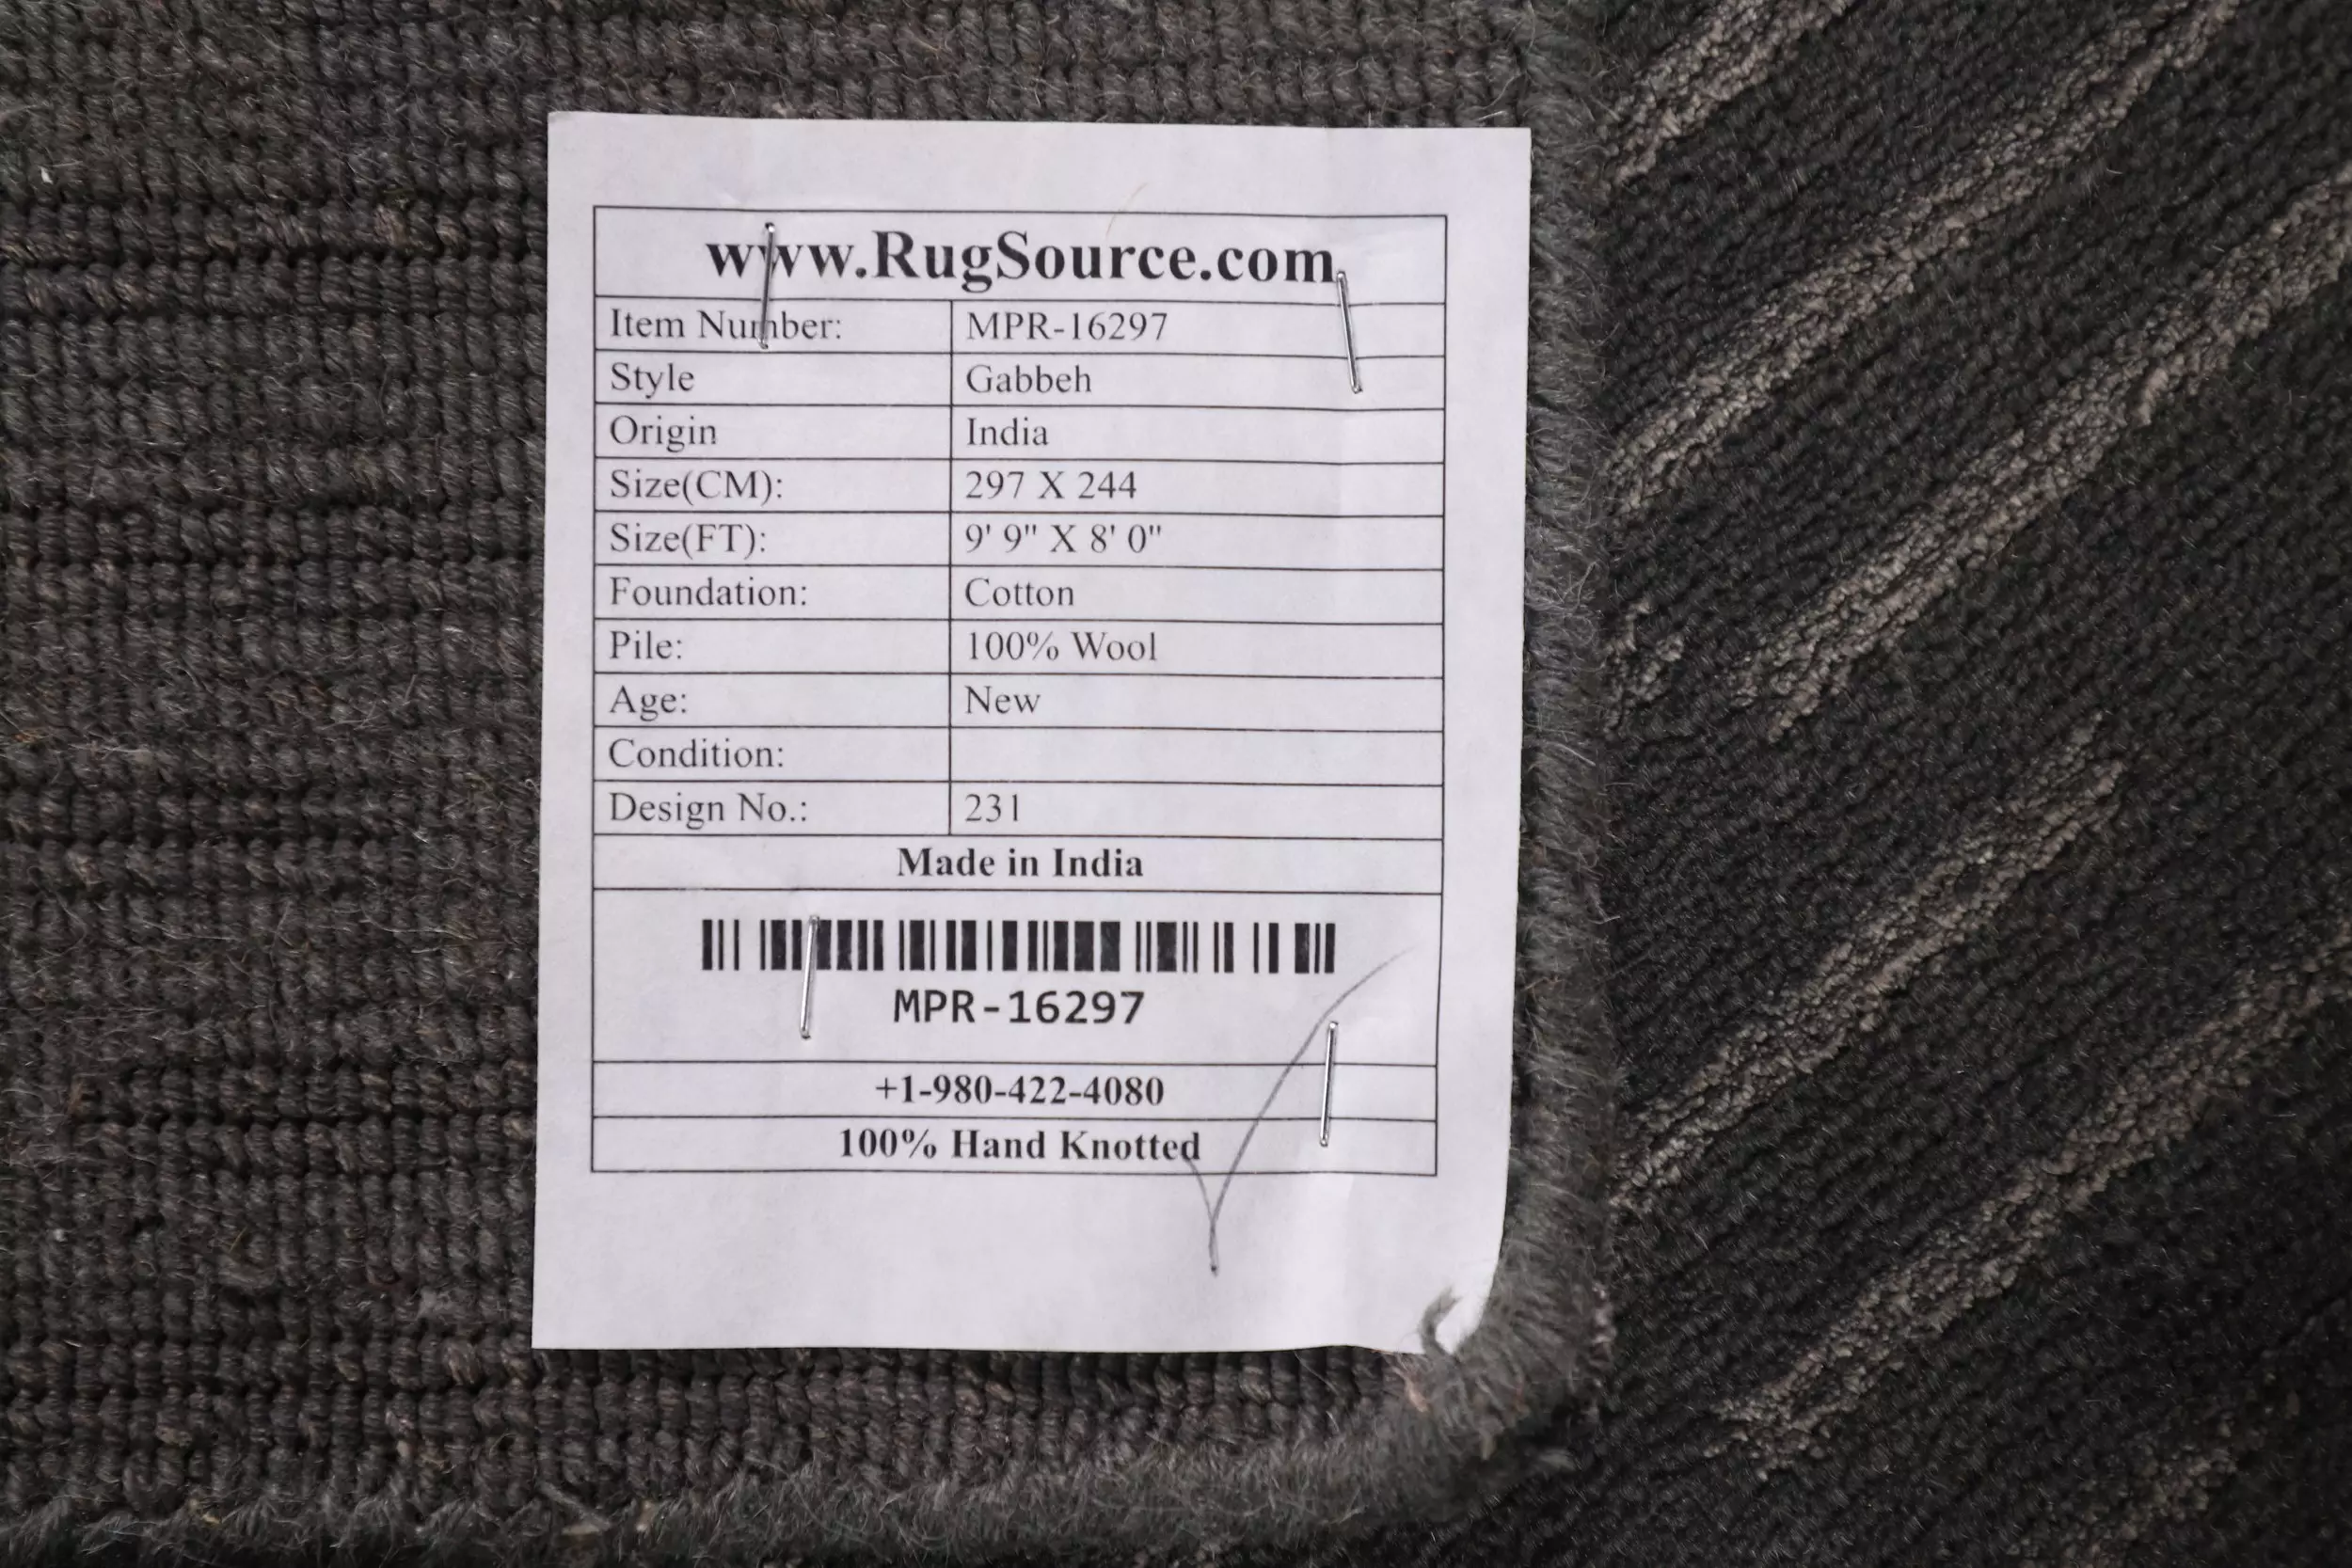 www.RugSource.com
Item Number: MPR-16297
Style Gabbeh
Origin India
Size(CM): 297 X 244
Size(FT): 9' 9" X 8' 0"
Foundation: Cotton
Pile: 100% Wool
Age: New
Condition:
Design No.: 231
Made in India
MPR-16297
+1-980-422-4080
100% Hand Knotted